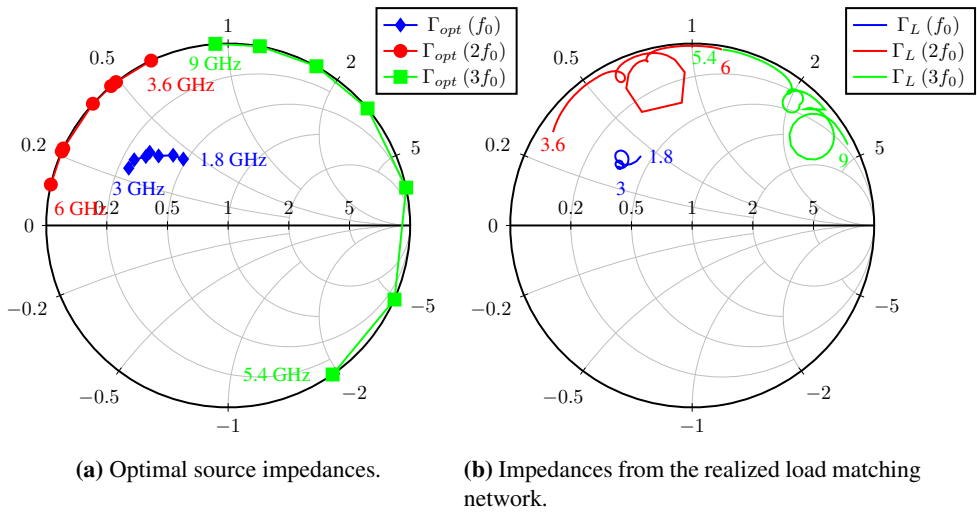 Γopt (f0)
Γopt (2f0)
Γopt (3f0)
1
0.5
2
9 GHz
3.6 GHz
0.2
5
1.8 GHz
3 GHz
6 GHz
0.1
0
0.2
0.5
1
2
5
−0.2
−5
5.4 GHz
−0.5
−2
−1
ΓL (f0)
ΓL (2f0)
ΓL (3f0)
1
0.5
2
5.4
6
0.2
5
3.6
1.8
9
3
0
0.2
0.5
1
2
5
−0.2
−5
−0.5
−2
−1
(a) Optimal source impedances.
(b) Impedances from the realized load matching
network.